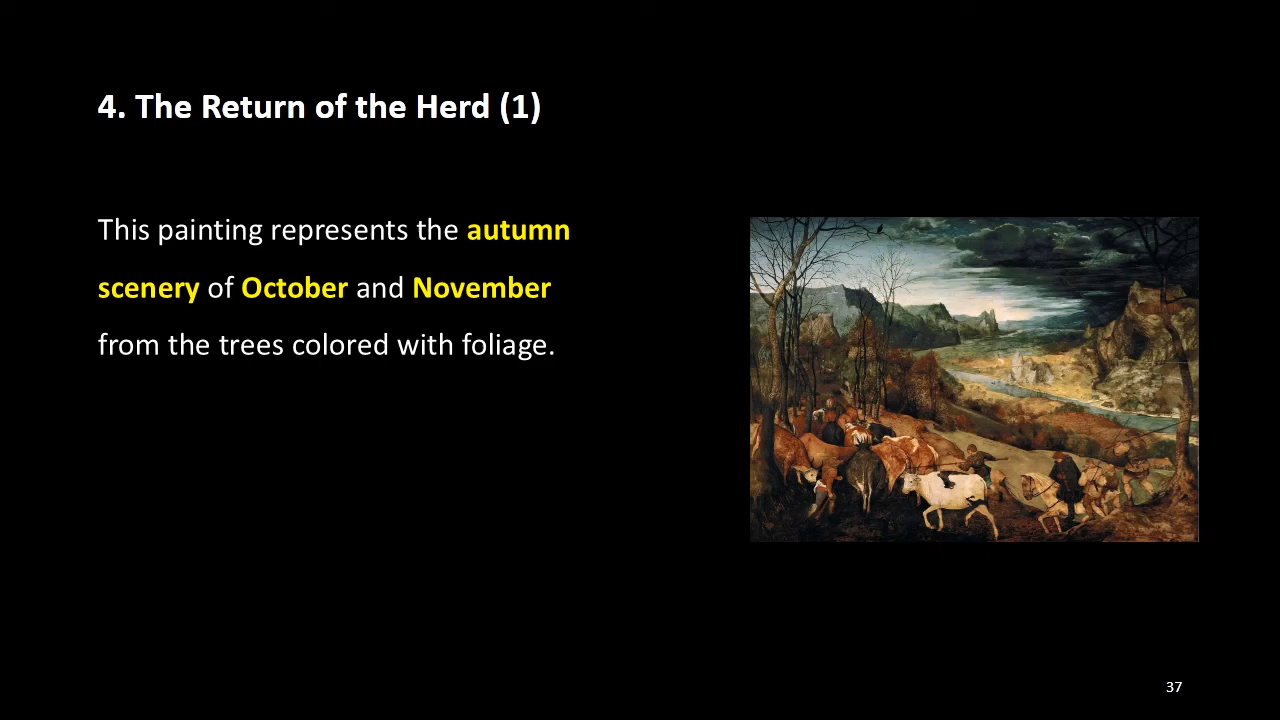 4. The Return of the Herd (1)
This painting represents the autumn
scenery of October and November
from the trees colored with foliage.
37